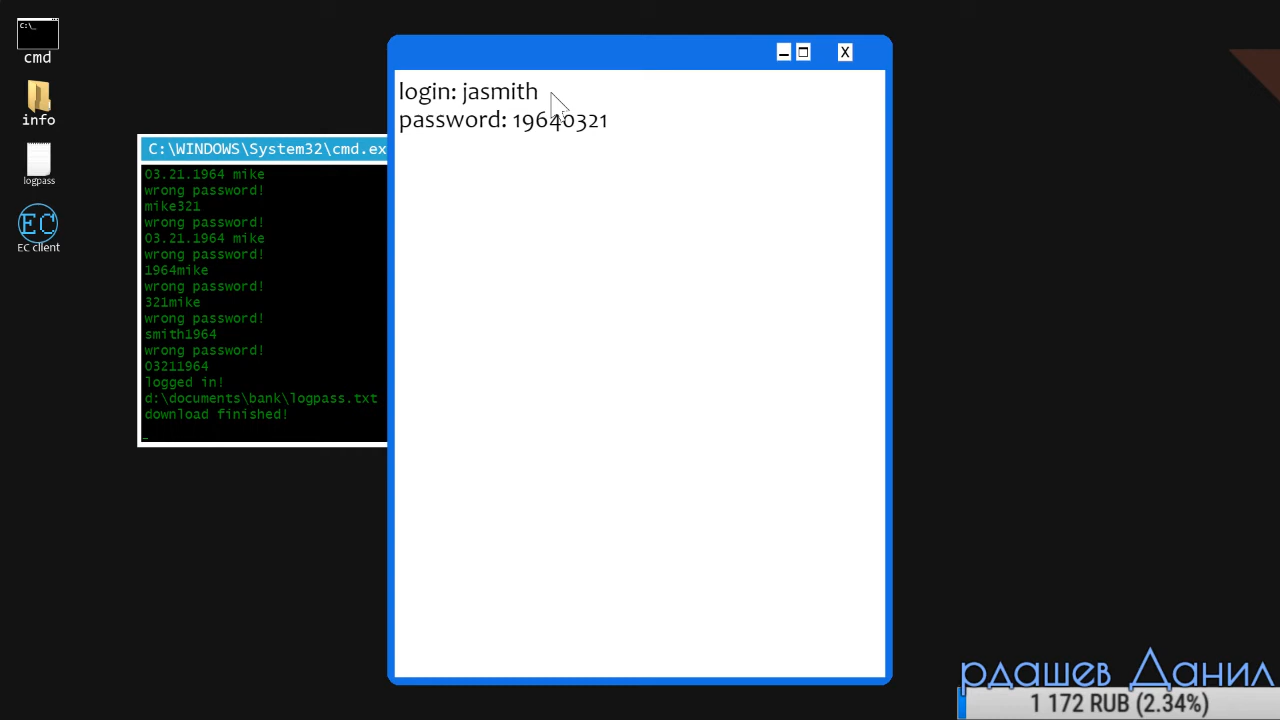 C:\_
cmd
info
logpass
EC
EC client
C:\WINDOWS\System32\cmd.ex
03.21.1964 mike
wrong password!
mike321
wrong password!
03.21.1964 mike
wrong password!
1964mike
wrong password!
321mike
wrong password!
smith1964
wrong password!
03211964
logged in!
d:\documents\bank\logpass.txt
download finished!
_
X
login: jasmith
password: 19640321
рдашев Данил
1 172 RUB (2.34%)